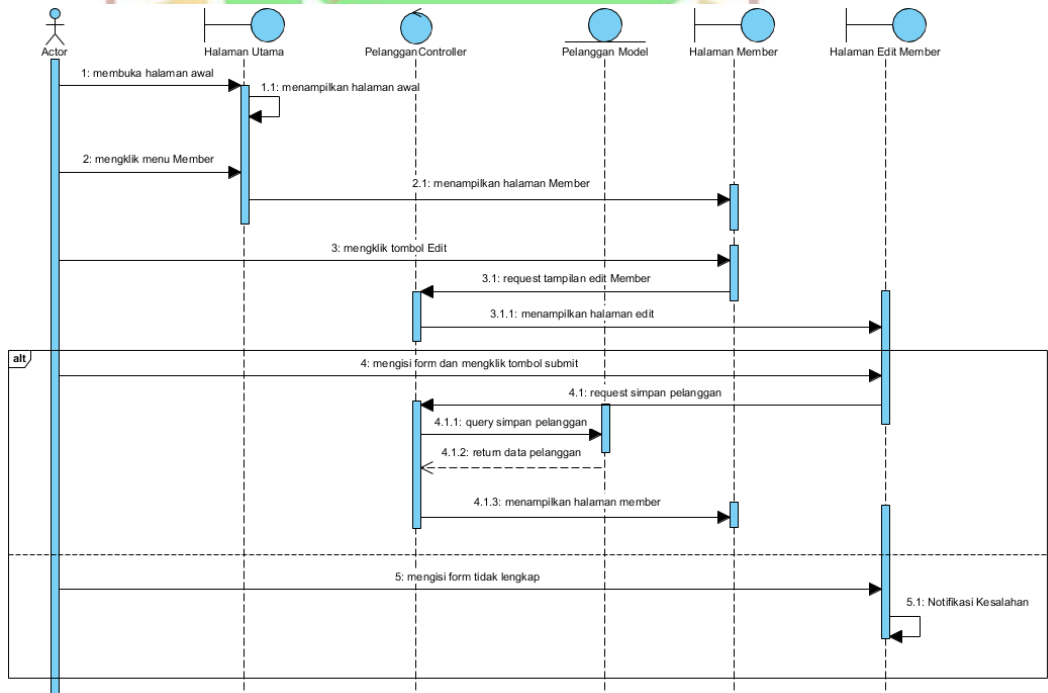 Actor
Halaman Utama
PelangganController
Pelanggan Model
Halaman Member
Halaman Edit Member
1: membuka halaman awal
1.1: menampilkan halaman awal
2: mengklik menu Member
2.1: menampilkan halaman Member
3: mengklik tombol Edit
3.1: request tampilan edit Member
3.1.1: menampilkan halaman edit
alt
4: mengisi form dan mengklik tombol submit
4.1: request simpan pelanggan
4.1.1: query simpan pelanggan
4.1.2: return data pelanggan
4.1.3: menampilkan halaman member
5: mengisi form tidak lengkap
5.1: Notifikasi Kesalahan